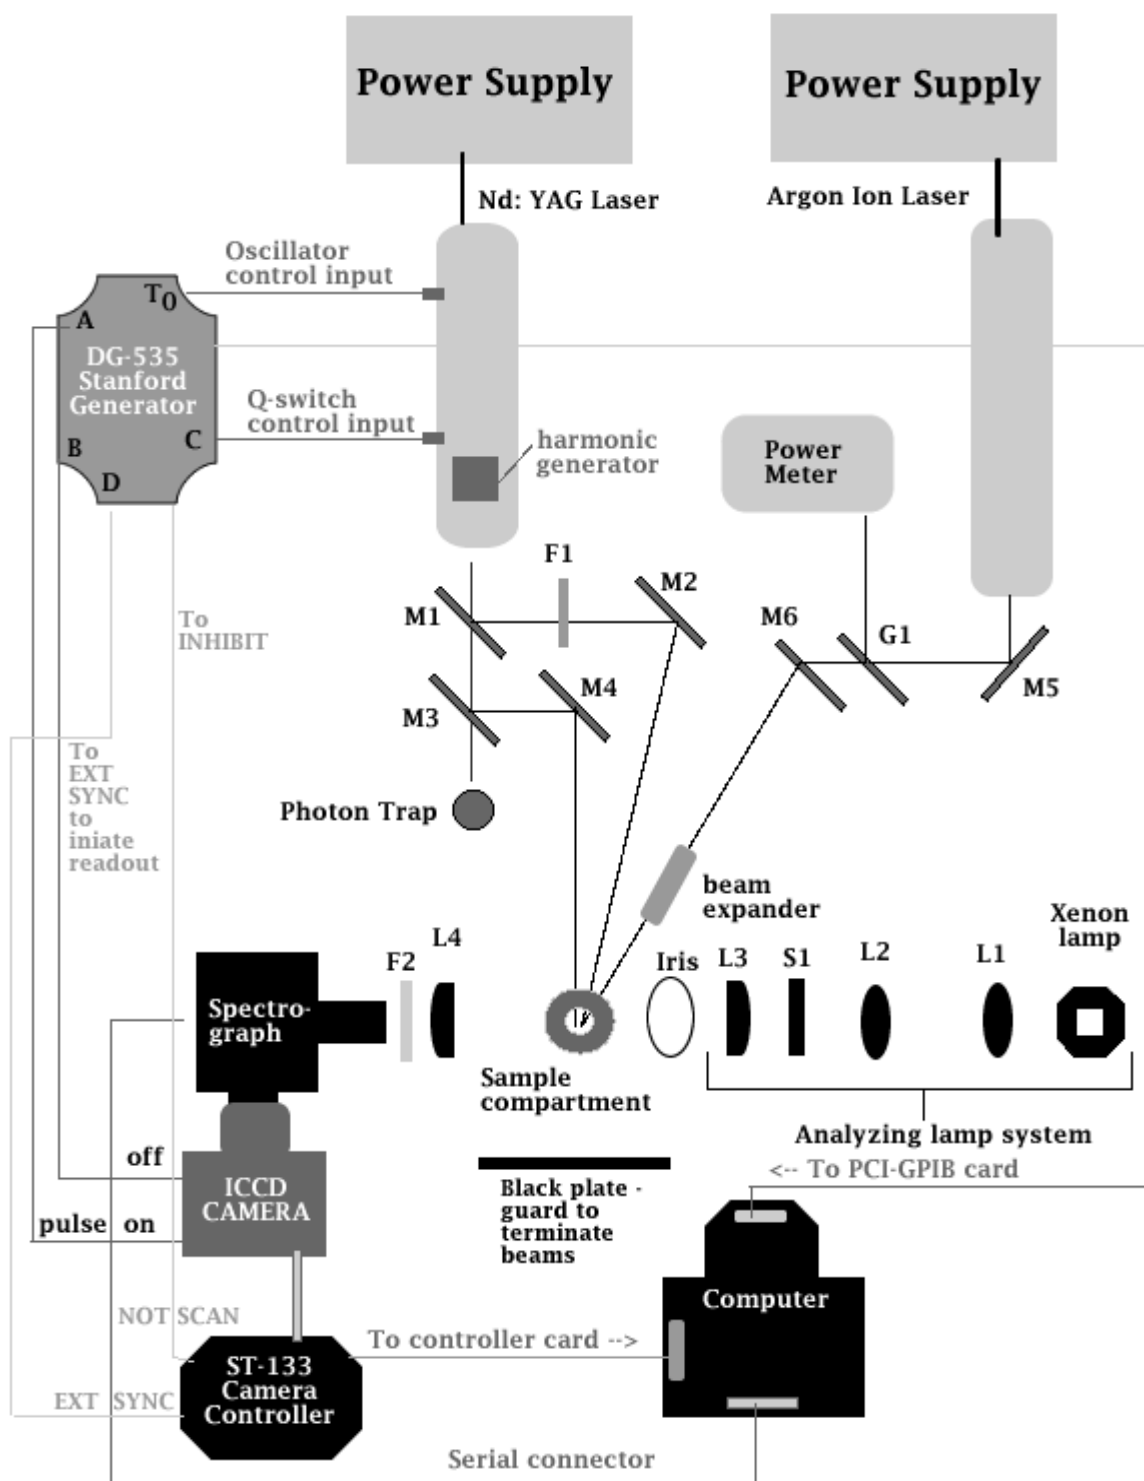 Power Supply
Power Supply
Nd: YAG Laser
Argon Ion Laser
Oscillator
control input
T0
A
DG-535
Stanford
Generator
B
C
D
Q-switch
control input
harmonic
generator
Power
Meter
F1
M2
M1
M6
G1
M5
To
INHIBIT
M4
M3
To
EXT
SYNC
to
iniate
readout
Photon Trap
beam
expander
Xenon
lamp
L4
F2
Iris
L3
S1
L2
L1
Spectro-
graph
Sample
compartment
Analyzing lamp system
<-- To PCI-GPIB card
off
ICCD
CAMERA
pulse on
Black plate -
guard to
terminate
beams
Computer
NOT SCAN
To controller card -->
ST-133
Camera
Controller
EXT SYNC
Serial connector